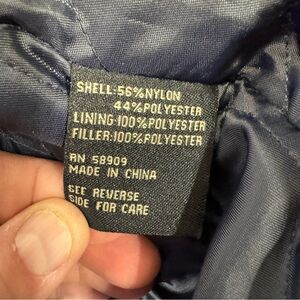 SHELL:56%NYLON
44%POLYESTER
LINING:100%POLYESTER
FILLER:100%POLYESTER
RN 58909
MADE IN CHINA
SEE REVERSE
SIDE FOR CARE